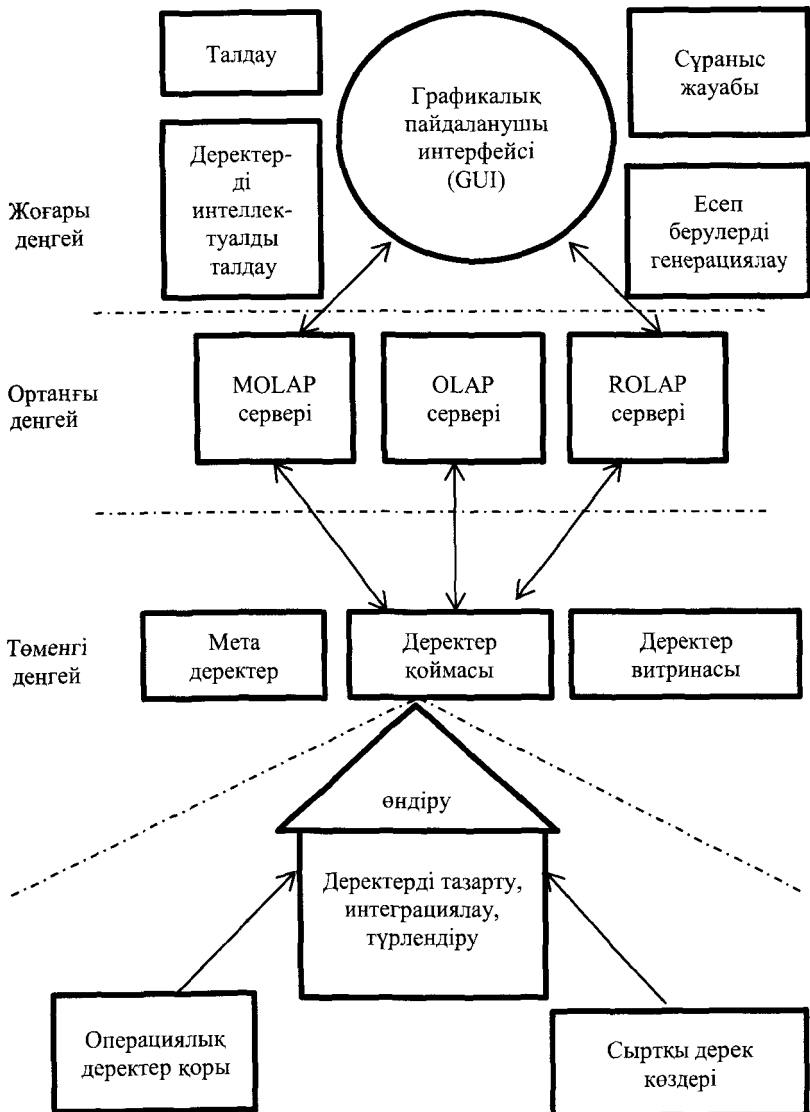 Талдау
Графикалық
пайдаланушы
интерфейсі
(GUI)
Сұраныс
жауабы
Жоғары
деңгей
Деректер-
ді
интеллек-
туалды
талдау
Есеп
берулерді
генерациялау
Ортаңғы
деңгей
MOLAP
сервері
OLAP
сервері
ROLAP
сервері
Төменгі
деңгей
Мета
деректер
Деректер
қоймасы
Деректер
витринасы
өндіру
Деректерді тазарту,
интеграциялау,
түрлендіру
Операциялық
деректер қоры
Сыртқы дерек
көздері